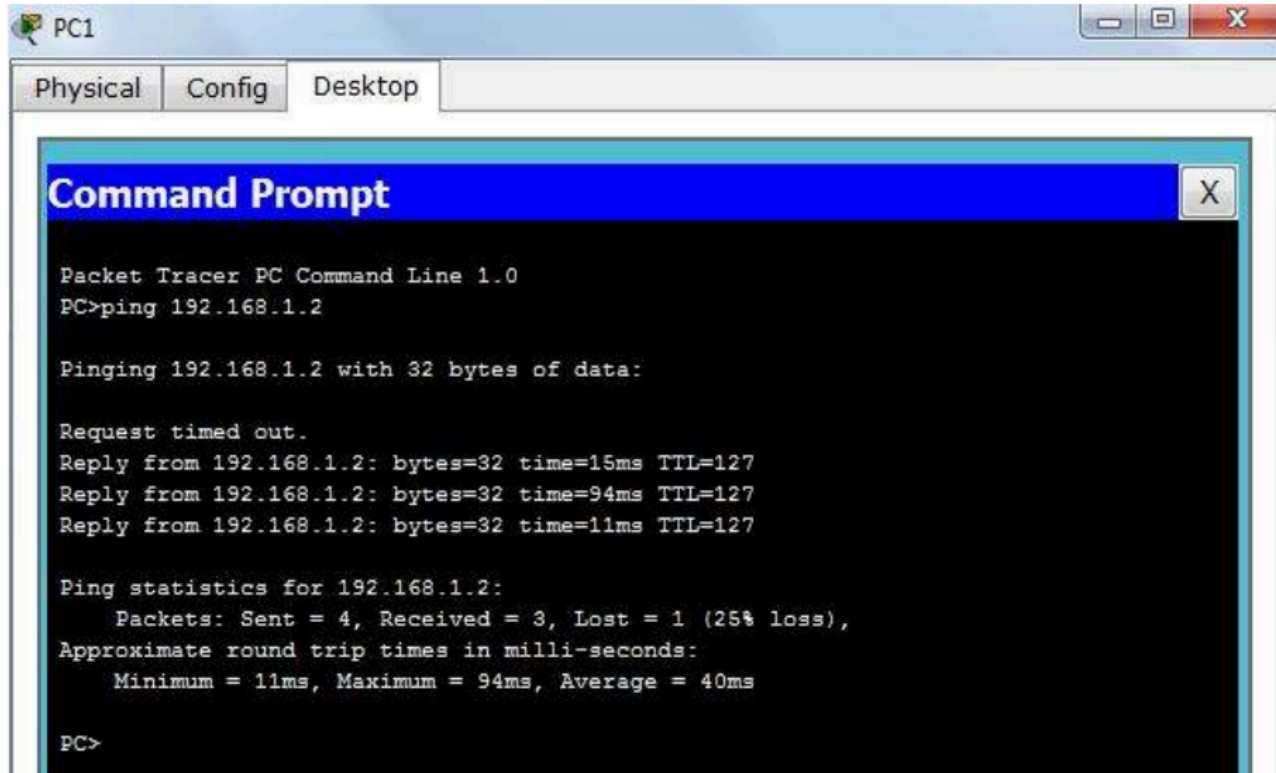 PC1
Physical Config Desktop
Command Prompt X
Packet Tracer PC Command Line 1.0
PC>ping 192.168.1.2
Pinging 192.168.1.2 with 32 bytes of data:
Request timed out.
Reply from 192.168.1.2: bytes=32 time=15ms TTL=127
Reply from 192.168.1.2: bytes=32 time=94ms TTL=127
Reply from 192.168.1.2: bytes=32 time=11ms TTL=127
Ping statistics for 192.168.1.2:
Packets: Sent = 4, Received = 3, Lost = 1 (25% loss),
Approximate round trip times in milli-seconds:
Minimum = 11ms, Maximum = 94ms, Average = 40ms
PC>